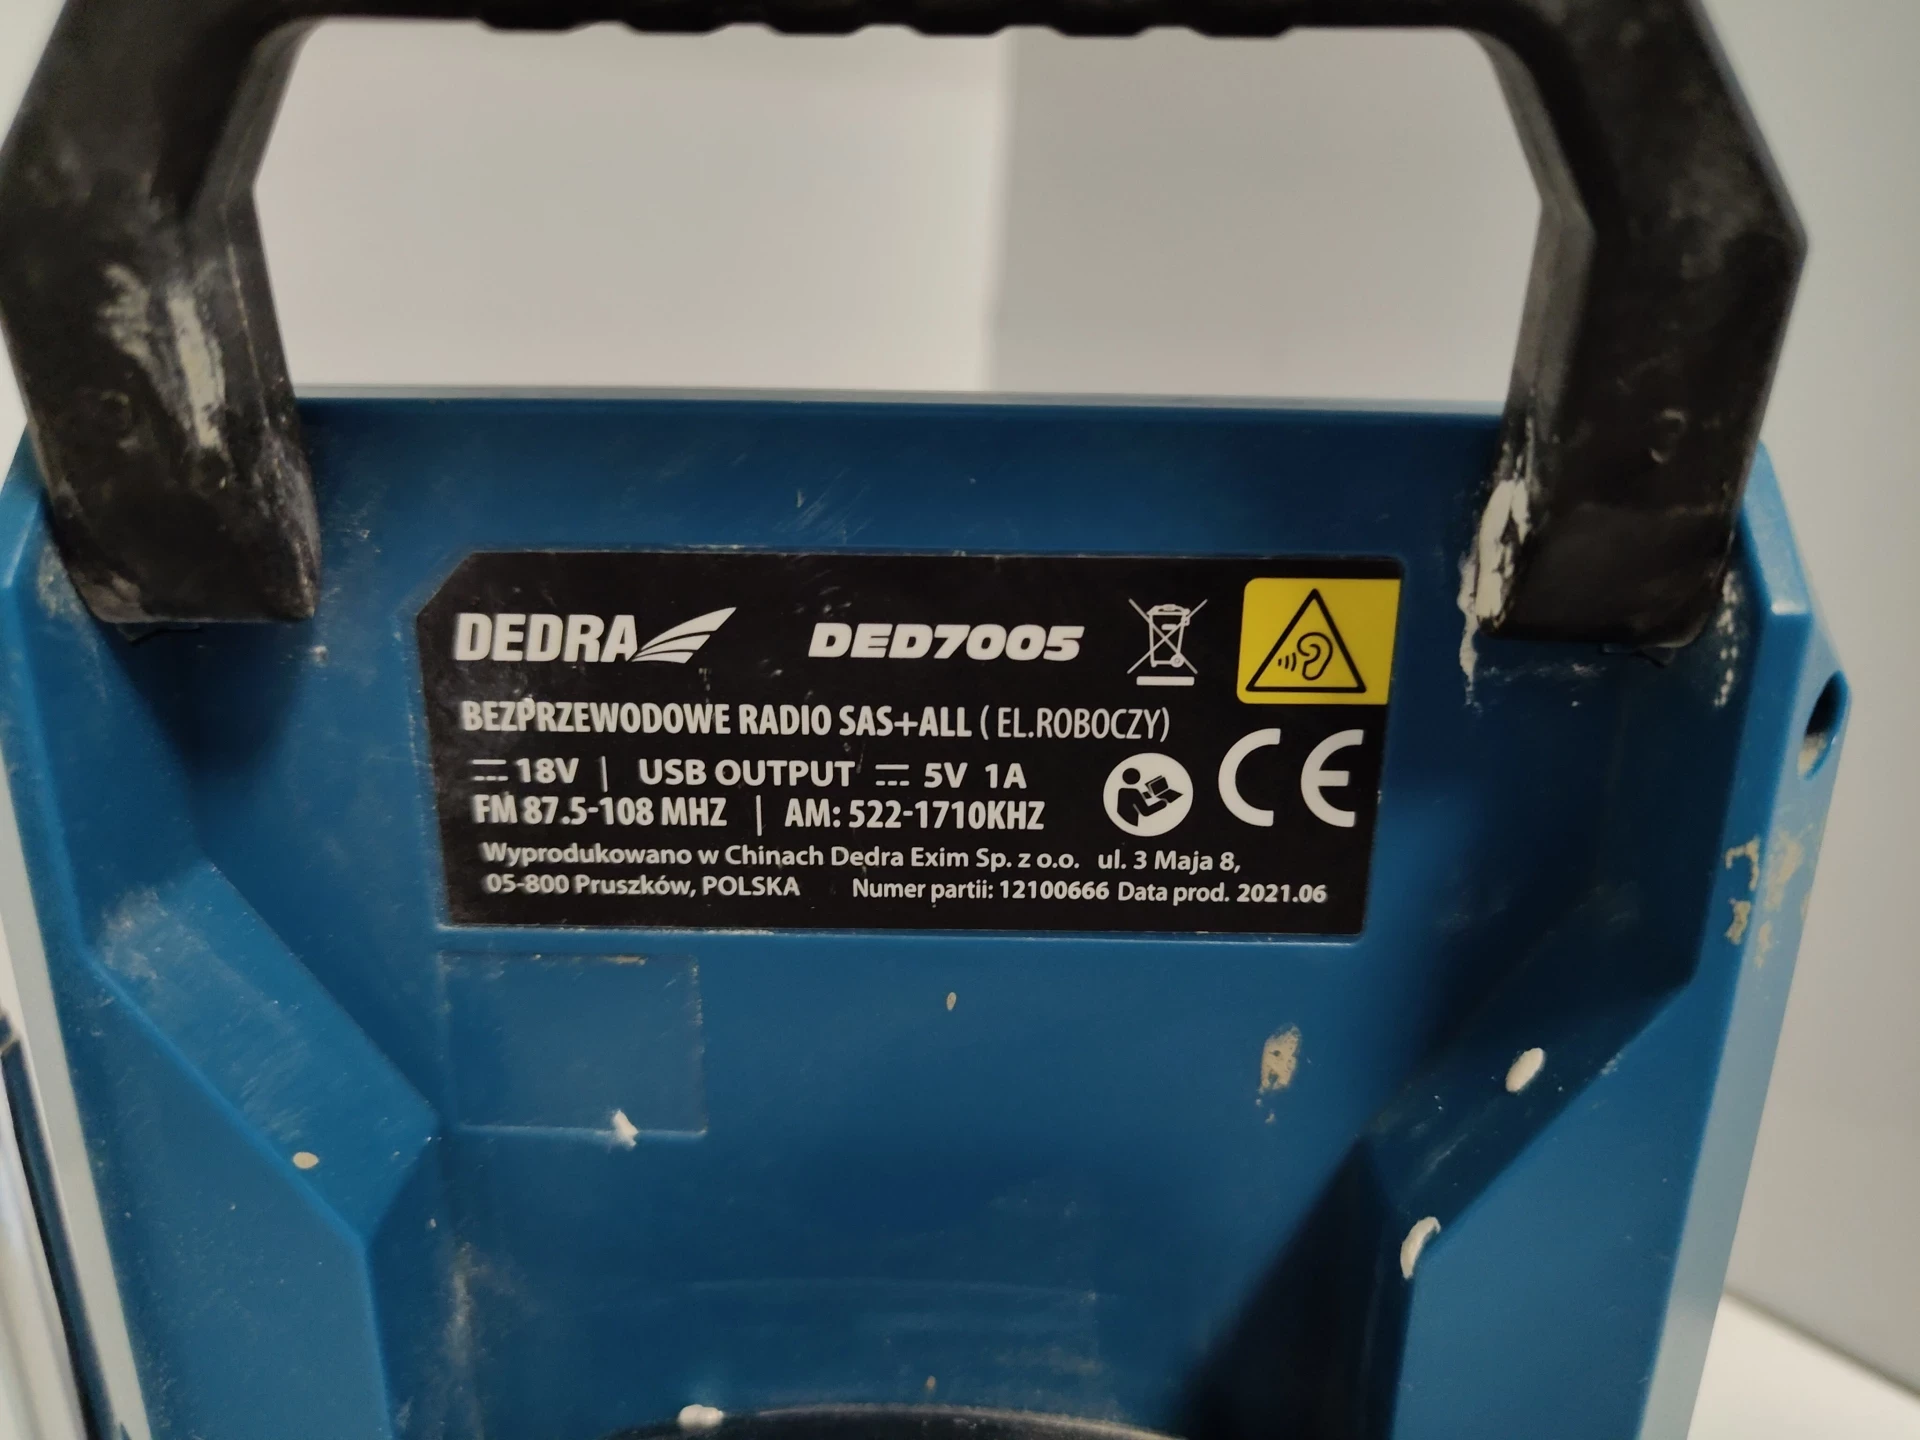 DEDRA DED7005
BEZPRZEWODOWE RADIO SAS+ALL ( EL.ROBOCZY)
18V | USB OUTPUT 5V 1A
FM 87.5-108 MHZ | AM: 522-1710KHZ
CE
Wyprodukowano w Chinach Dedra Exim Sp. z o.o. ul. 3 Maja 8,
05-800 Pruszków, POLSKA Numer partii: 12100666 Data prod. 2021.06